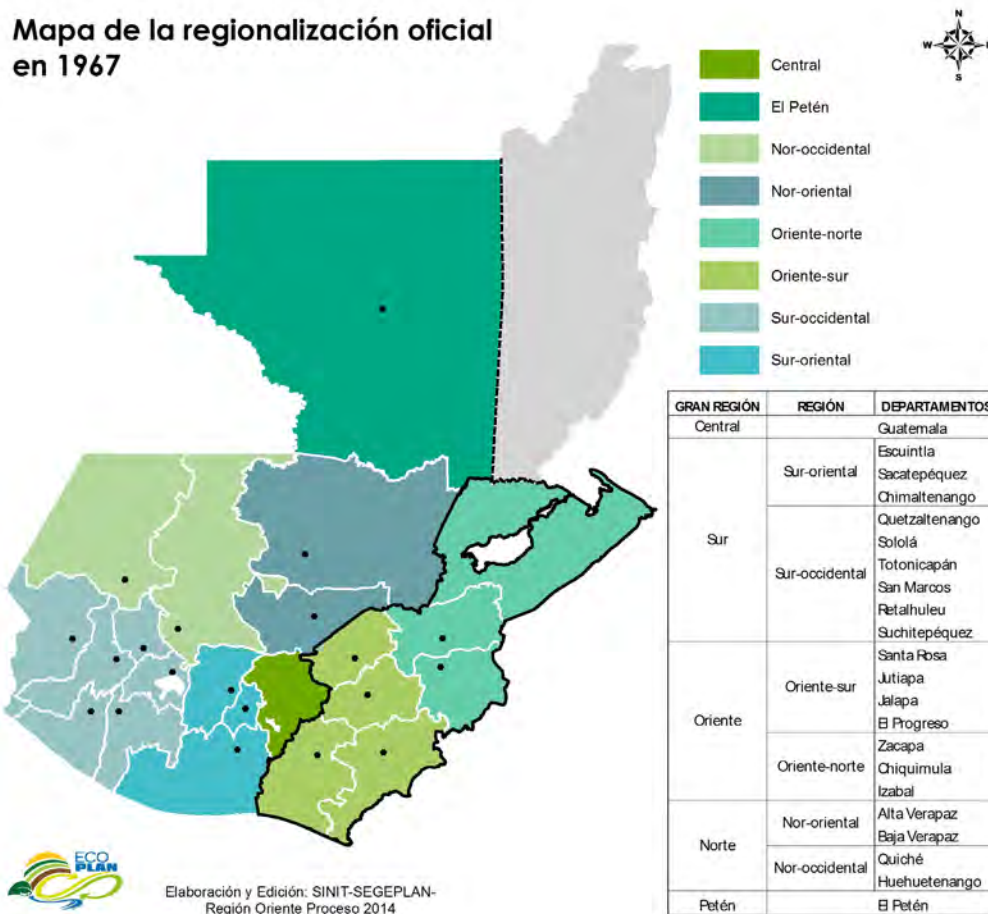 Mapa de la regionalización oficial
en 1967
N
W
S
Central
El Petén
Nor-occidental
Nor-oriental
Oriente-norte
Oriente-sur
Sur-occidental
Sur-oriental
GRAN REGIÓN REGIÓN DEPARTAMENTOS
Central Guatemala
Sur
Sur-oriental
Escuintla
Sacatepéquez
Chimaltenango
Sur-occidental
Quetzaltenango
Sololá
Totonicapán
San Marcos
Retalhuleu
Suchitepéquez
Oriente
Oriente-sur
Santa Rosa
Jutiapa
Jalapa
El Progreso
Oriente-norte
Zacapa
Chiquimula
Izabal
Norte
Nor-oriental
Alta Verapaz
Baja Verapaz
Nor-occidental
Quiché
Huehuetenango
Petén El Petén
ECO
PLAN
Elaboración y Edición: SINIT-SEGEPLAN-
Región Oriente Proceso 2014